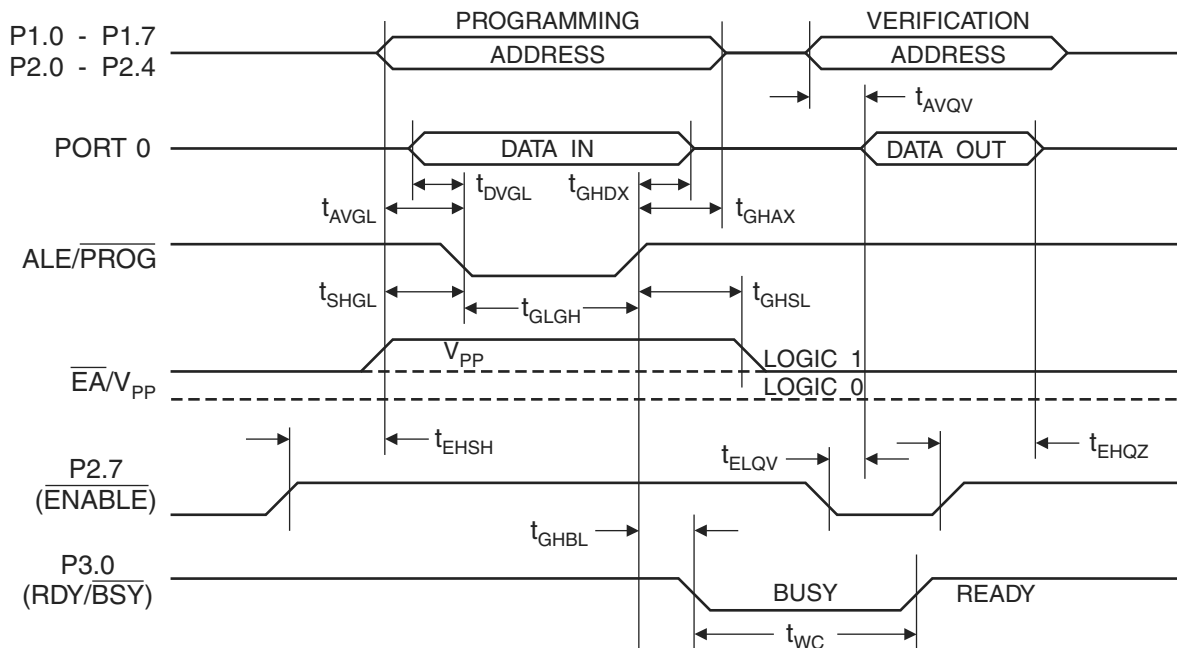 PROGRAMMING VERIFICATION
P1.0 - P1.7
P2.0 - P2.4
ADDRESS ADDRESS
tAVQV
PORT 0 DATA IN DATA OUT
tDVGL tGHDX
tAVGL tGHAX
ALE/PROG
tSHGL tGLGH tGHSL
VPP LOGIC 1
EA/VPP LOGIC 0
tEHSH tELQV tEHQZ
P2.7
(ENABLE)
tGHBL
P3.0
(RDY/BSY) BUSY READY
tWC